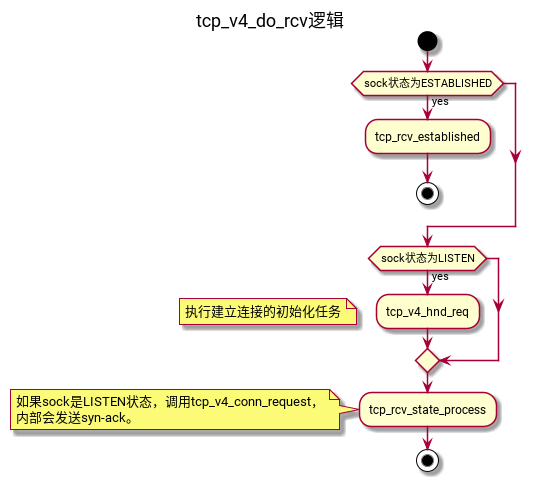 tcp_v4_do_rcv逻辑
sock状态为ESTABLISHED
yes
tcp_rcv_established
sock状态为LISTEN
yes
执行建立连接的初始化任务
tcp_v4_hnd_req
如果sock是LISTEN状态，调用tcp_v4_conn_request，
内部会发送syn-ack。
tcp_rcv_state_process